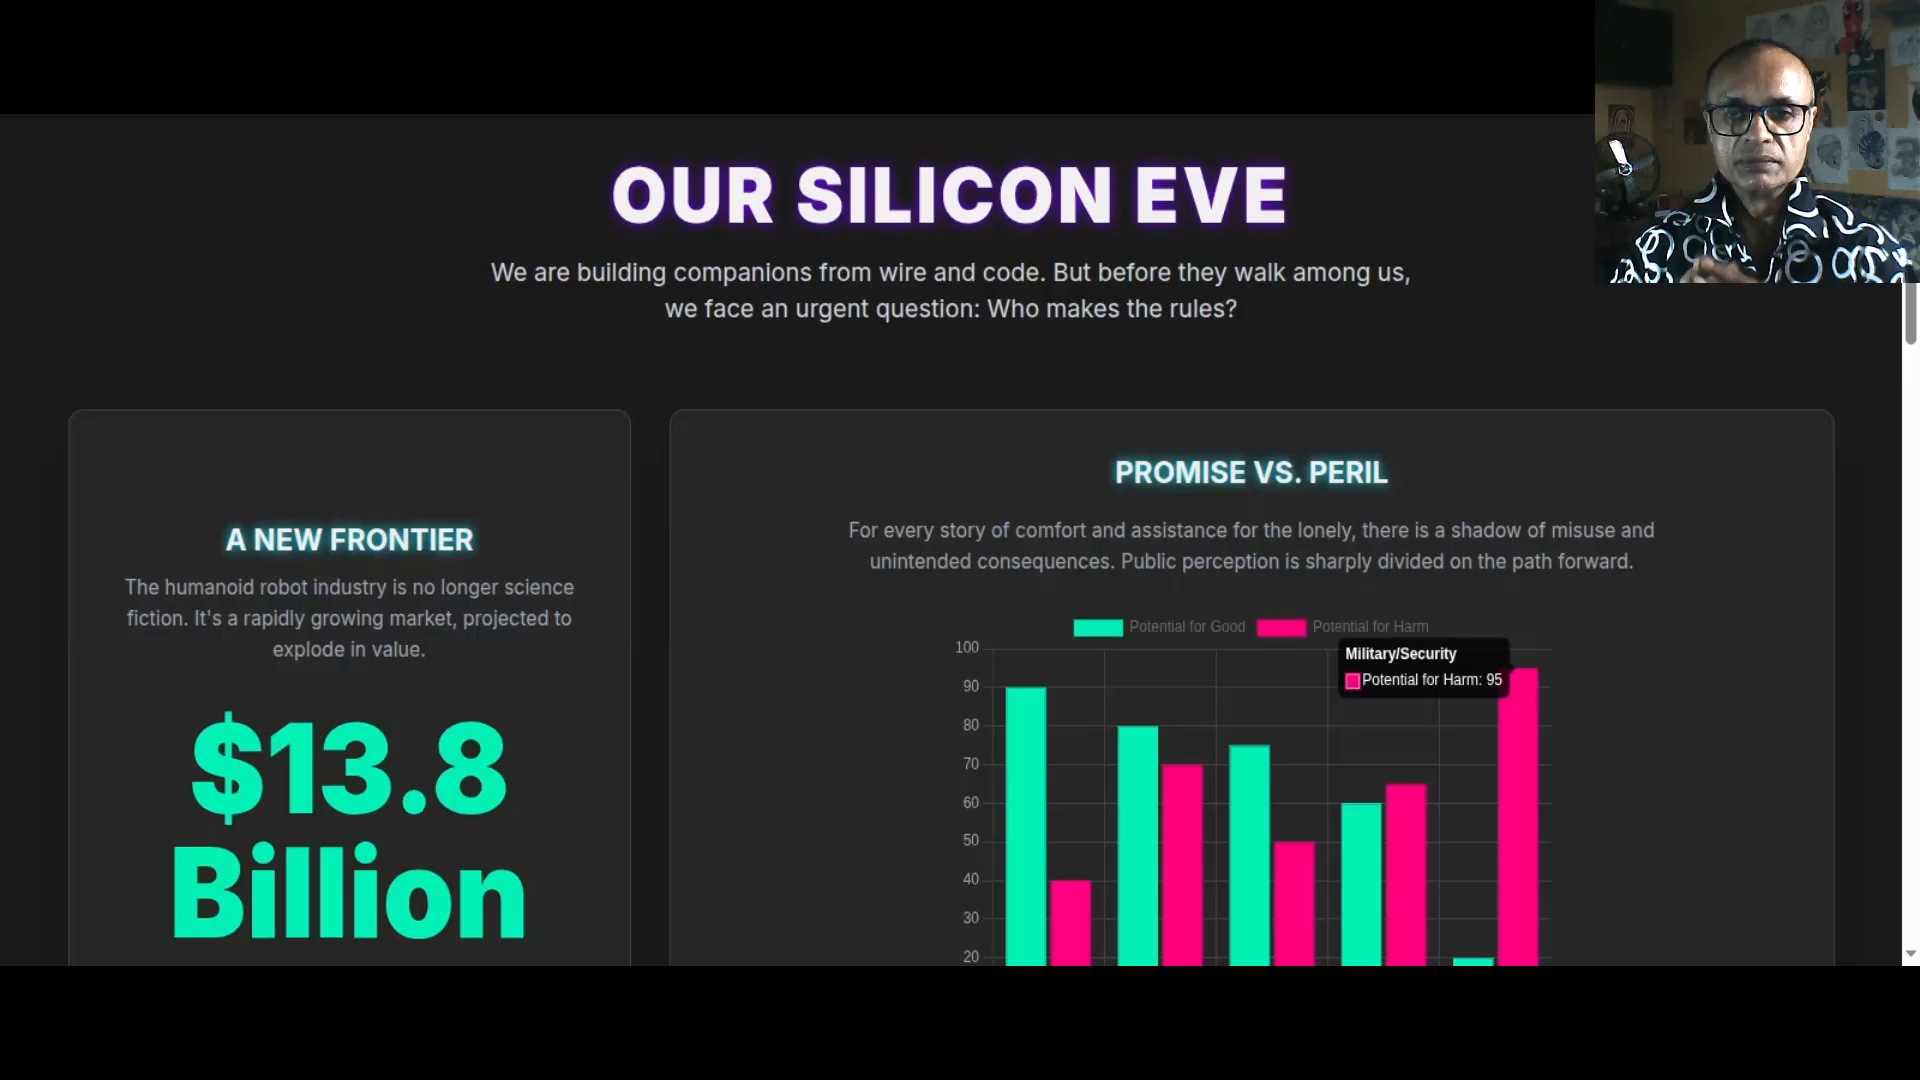 OUR SILICON EVE
We are building companions from wire and code. But before they walk among us,
we face an urgent question: Who makes the rules?
A NEW FRONTIER
The humanoid robot industry is no longer science
fiction. It's a rapidly growing market, projected to
explode in value.
$13.8
Billion
PROMISE VS. PERIL
For every story of comfort and assistance for the lonely, there is a shadow of misuse and
unintended consequences. Public perception is sharply divided on the path forward.
Potential for Good Potential for Harm
Military/Security
Potential for Harm: 95
100
90
80
70
60
50
40
30
20